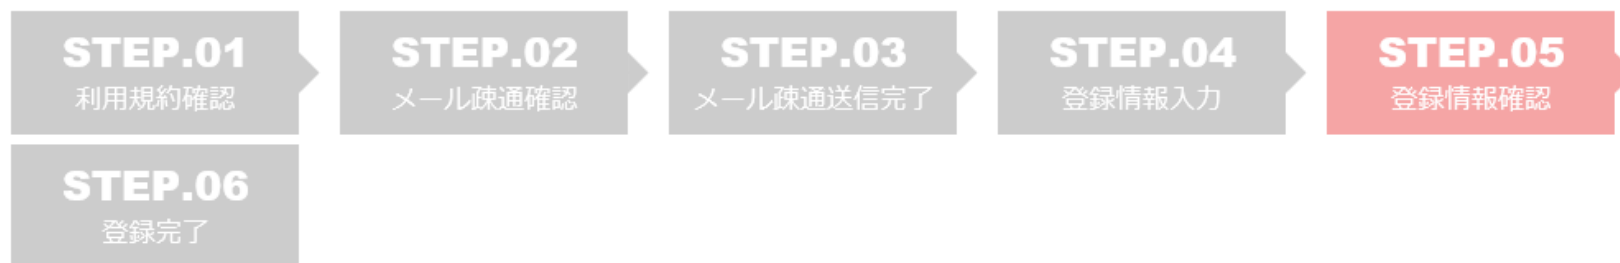 STEP.01
利用規約確認
STEP.02
メール疎通確認
STEP.03
メール疎通送信完了
STEP.04
登録情報入力
STEP.05
登録情報確認
STEP.06
登録完了